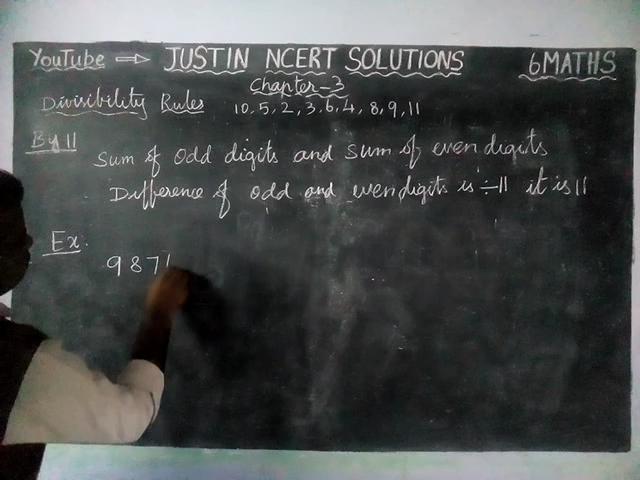 YouTube ⇒ JUSTIN NCERT SOLUTIONS 6 MATHS
Chapter-3
Divisibility Rules 10, 5, 2, 3, 6, 4, 8, 9, 11
By 11
Sum of odd digits and sum of even digits
Difference of odd and even digits is ÷ 11 it is 11
Ex.
987